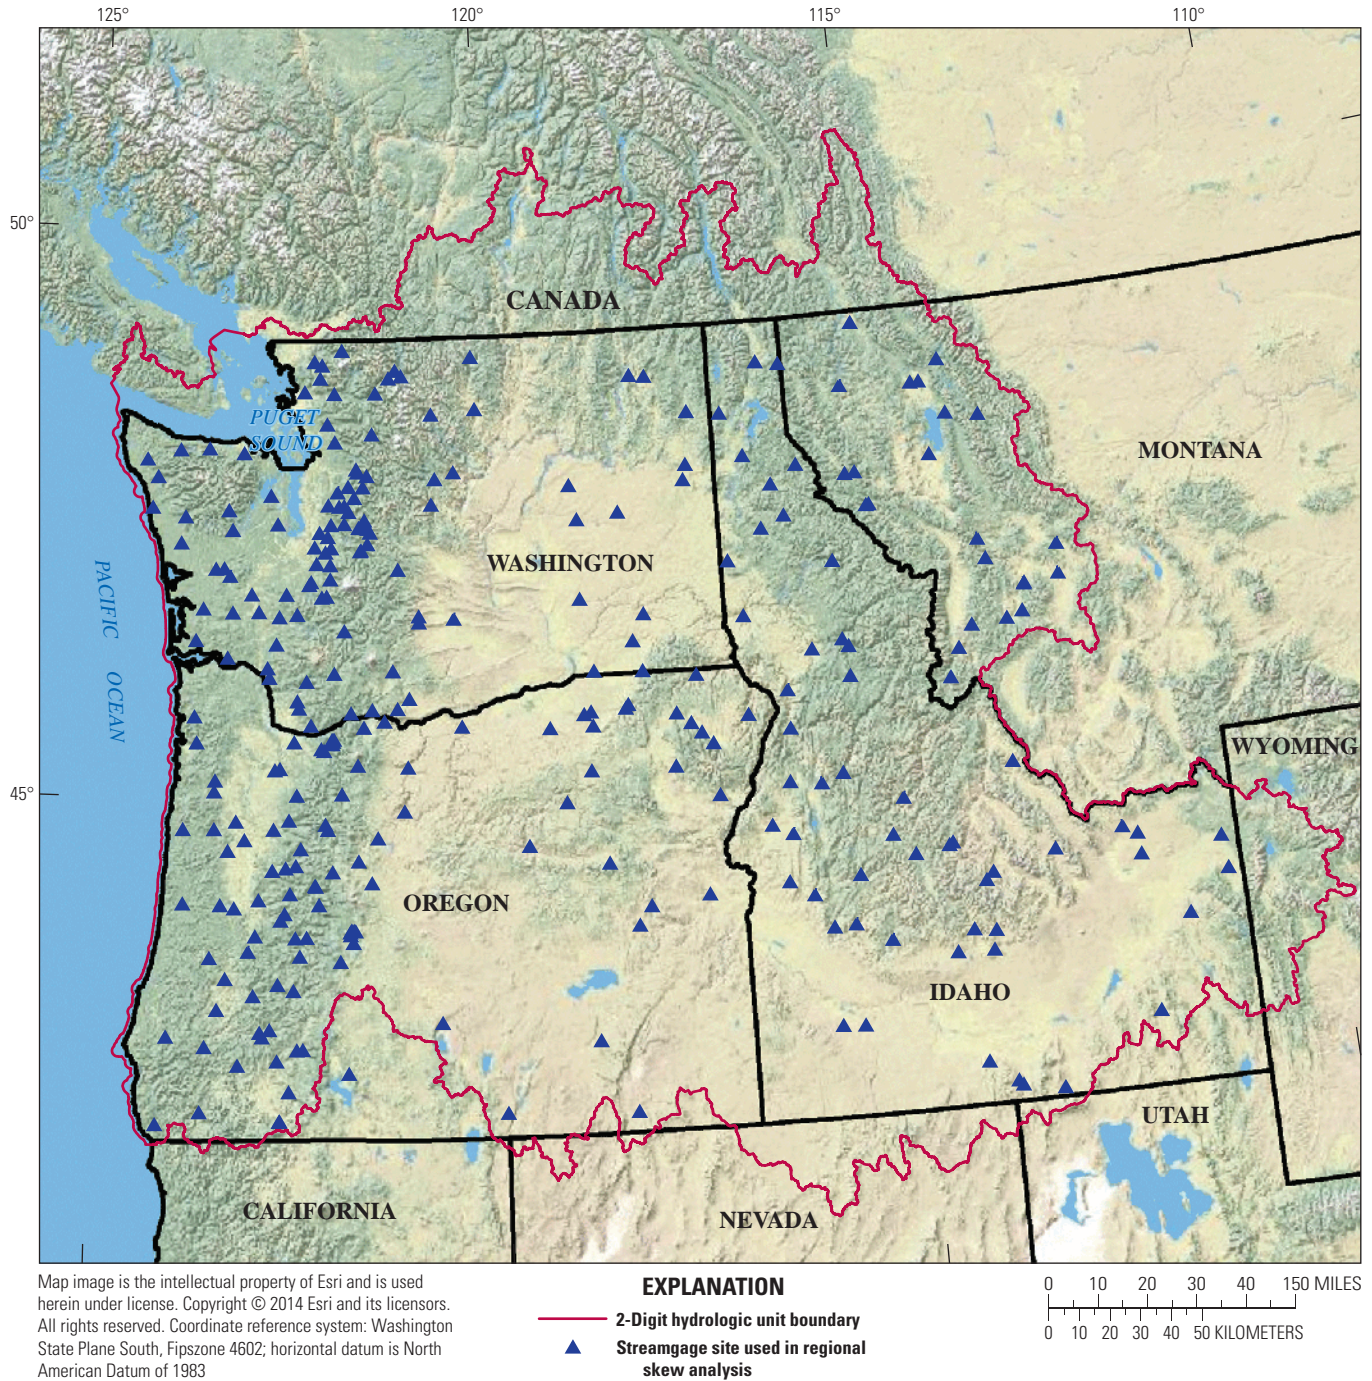 125° 120° 115° 110°
50°
CANADA
PUGET
SOUND
MONTANA
WASHINGTON
PACIFIC OCEAN
WYOMING
45°
OREGON
IDAHO
UTAH
CALIFORNIA
NEVADA
Map image is the intellectual property of Esri and is used
herein under license. Copyright © 2014 Esri and its licensors.
All rights reserved. Coordinate reference system: Washington
State Plane South, Fipszone 4602; horizontal datum is North
American Datum of 1983
EXPLANATION
2-Digit hydrologic unit boundary
Streamgage site used in regional
skew analysis
0 10 20 30 40 150 MILES
0 10 20 30 40 50 KILOMETERS